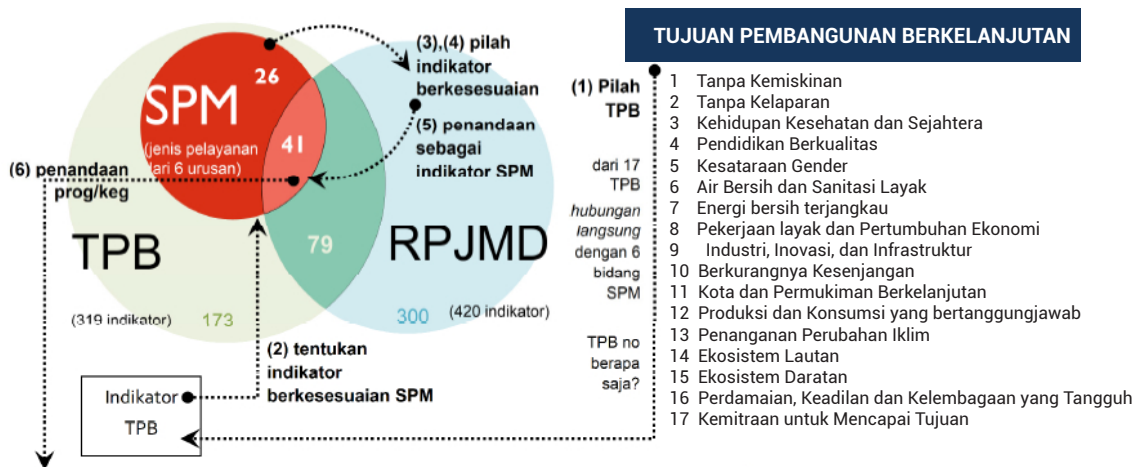 26
SPM
(jenis pelayanan
dari 6 urusan)
41
(6) penandaan
prog/keg
(3),(4) pilah
indikator
berkesesuaian
(5) penandaan
sebagai
indikator SPM
TPB
79
RPJMD
(319 indikator)
173
300
(420 indikator)
(2) tentukan
indikator
berkesesuaian SPM
Indikator
TPB
(1) Pilah
TPB
dari 17
TPB
hubungan
langsung
dengan 6
bidang
SPM
TPB no
berapa
saja?
TUJUAN PEMBANGUNAN BERKELANJUTAN
1 Tanpa Kemiskinan
2 Tanpa Kelaparan
3 Kehidupan Kesehatan dan Sejahtera
4 Pendidikan Berkualitas
5 Kesataraan Gender
6 Air Bersih dan Sanitasi Layak
7 Energi bersih terjangkau
8 Pekerjaan layak dan Pertumbuhan Ekonomi
9 Industri, Inovasi, dan Infrastruktur
10 Berkurangnya Kesenjangan
11 Kota dan Permukiman Berkelanjutan
12 Produksi dan Konsumsi yang bertanggungjawab
13 Penanganan Perubahan Iklim
14 Ekosistem Lautan
15 Ekosistem Daratan
16 Perdamaian, Keadilan dan Kelembagaan yang Tangguh
17 Kemitraan untuk Mencapai Tujuan